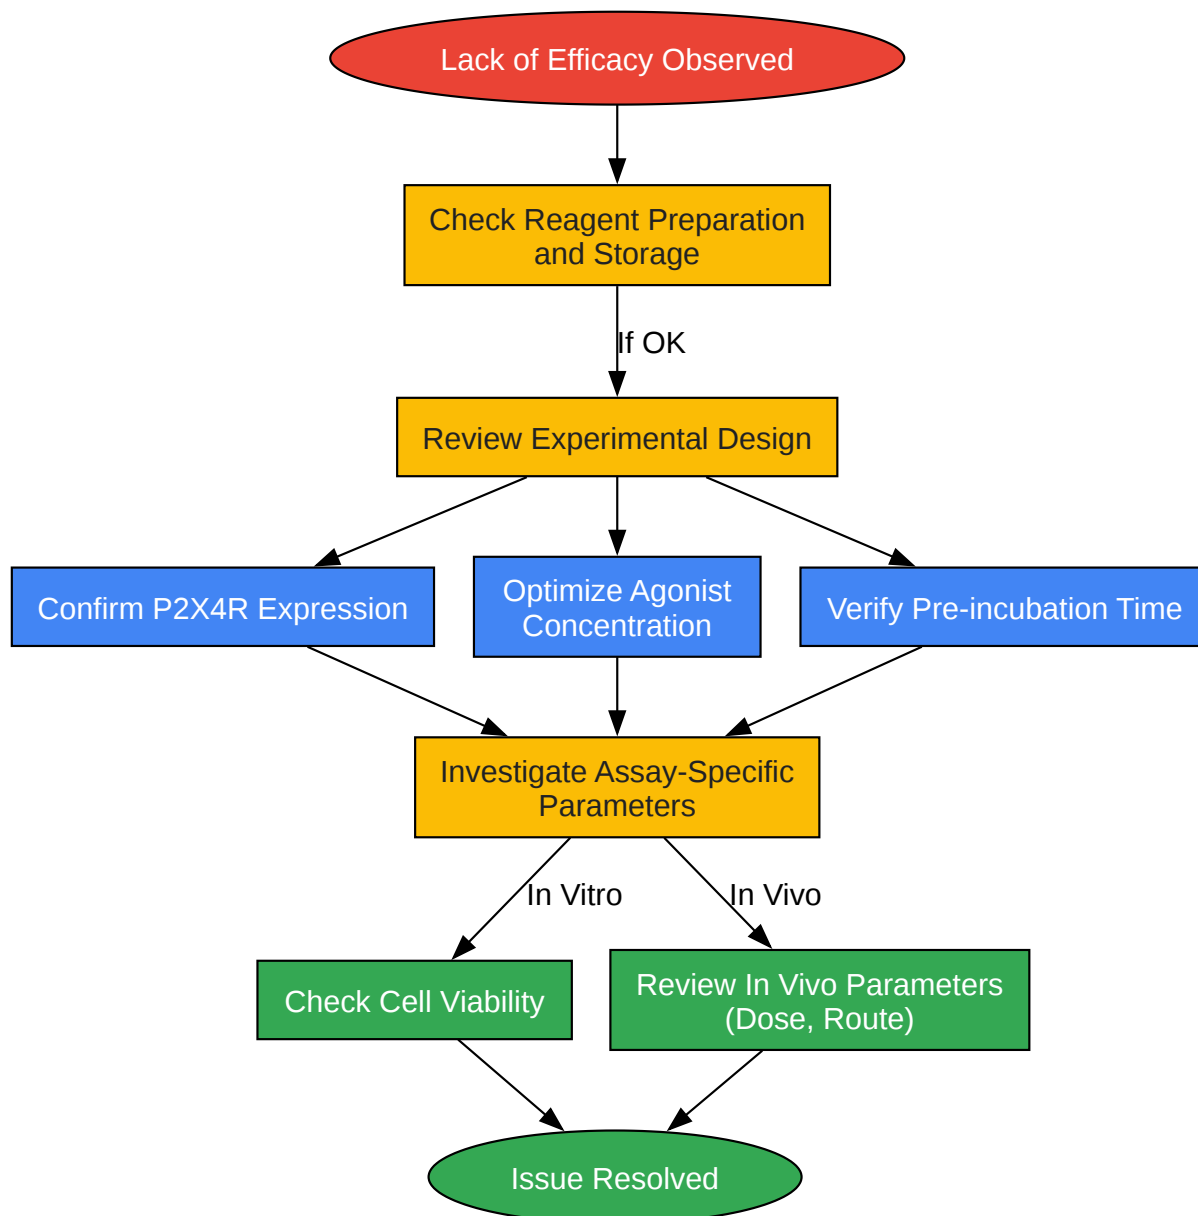 Lack of Efficacy Observed
Check Reagent Preparation
and Storage
If OK
Review Experimental Design
Confirm P2X4R Expression
Optimize Agonist
Concentration
Verify Pre-incubation Time
Investigate Assay-Specific
Parameters
In Vitro
In Vivo
Check Cell Viability
Review In Vivo Parameters
(Dose, Route)
Issue Resolved